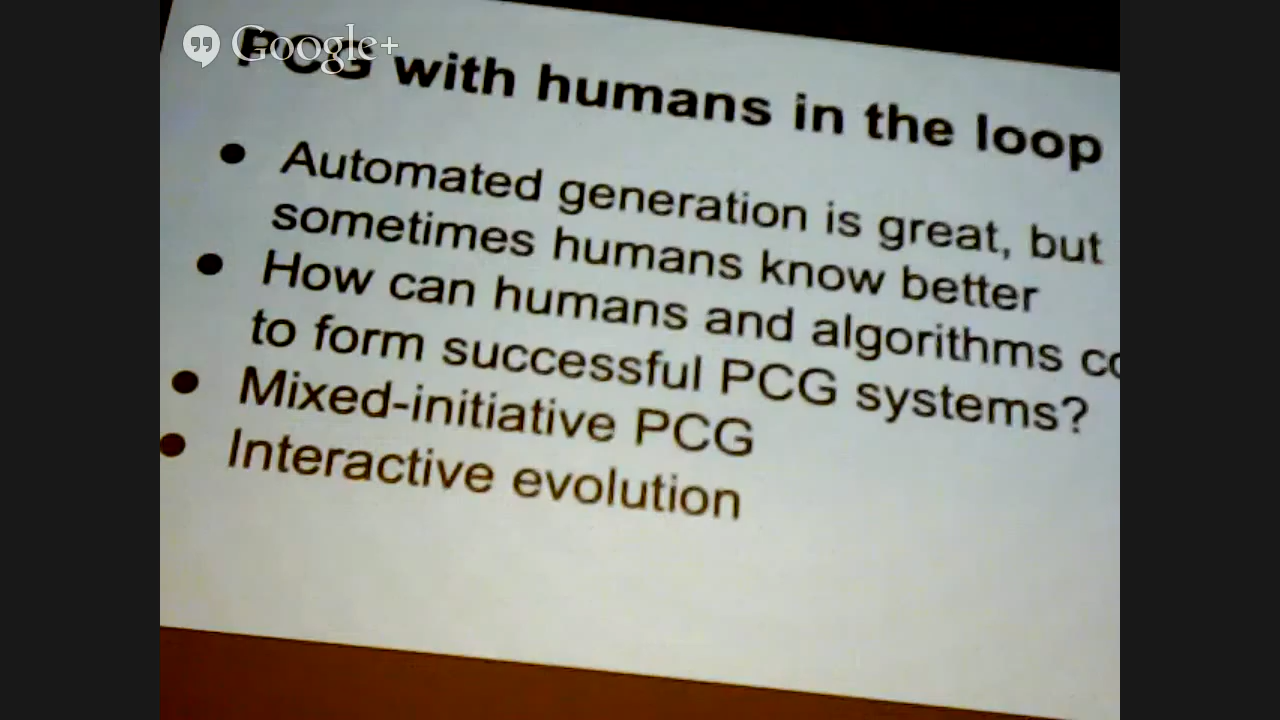 Google+
PCG with humans in the loop
• Automated generation is great, but
sometimes humans know better
• How can humans and algorithms
to form successful PCG systems?
• Mixed-initiative PCG
• Interactive evolution